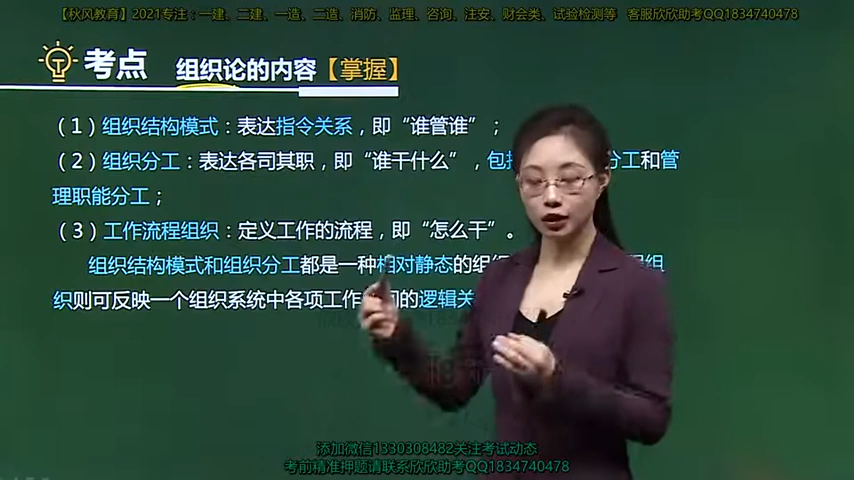 【秋风教育】2021专注：一建、二建、一造、二造、消防、监理、咨询、注安、财会类、试验检测等 客服欣欣助考QQ1834740478
考点 组织论的内容【掌握】
（1）组织结构模式：表达指令关系，即“谁管谁”；
（2）组织分工：表达各司其职，即“谁干什么”，包 分工和管
理职能分工；
（3）工作流程组织：定义工作的流程，即“怎么干”。
组织结构模式和组织分工都是一种相对静态的组 组
织则可反映一个组织系统中各项工作 间的逻辑关
添加微信1330308482关注考试动态
考前精准押题请联系欣欣助考QQ1834740478